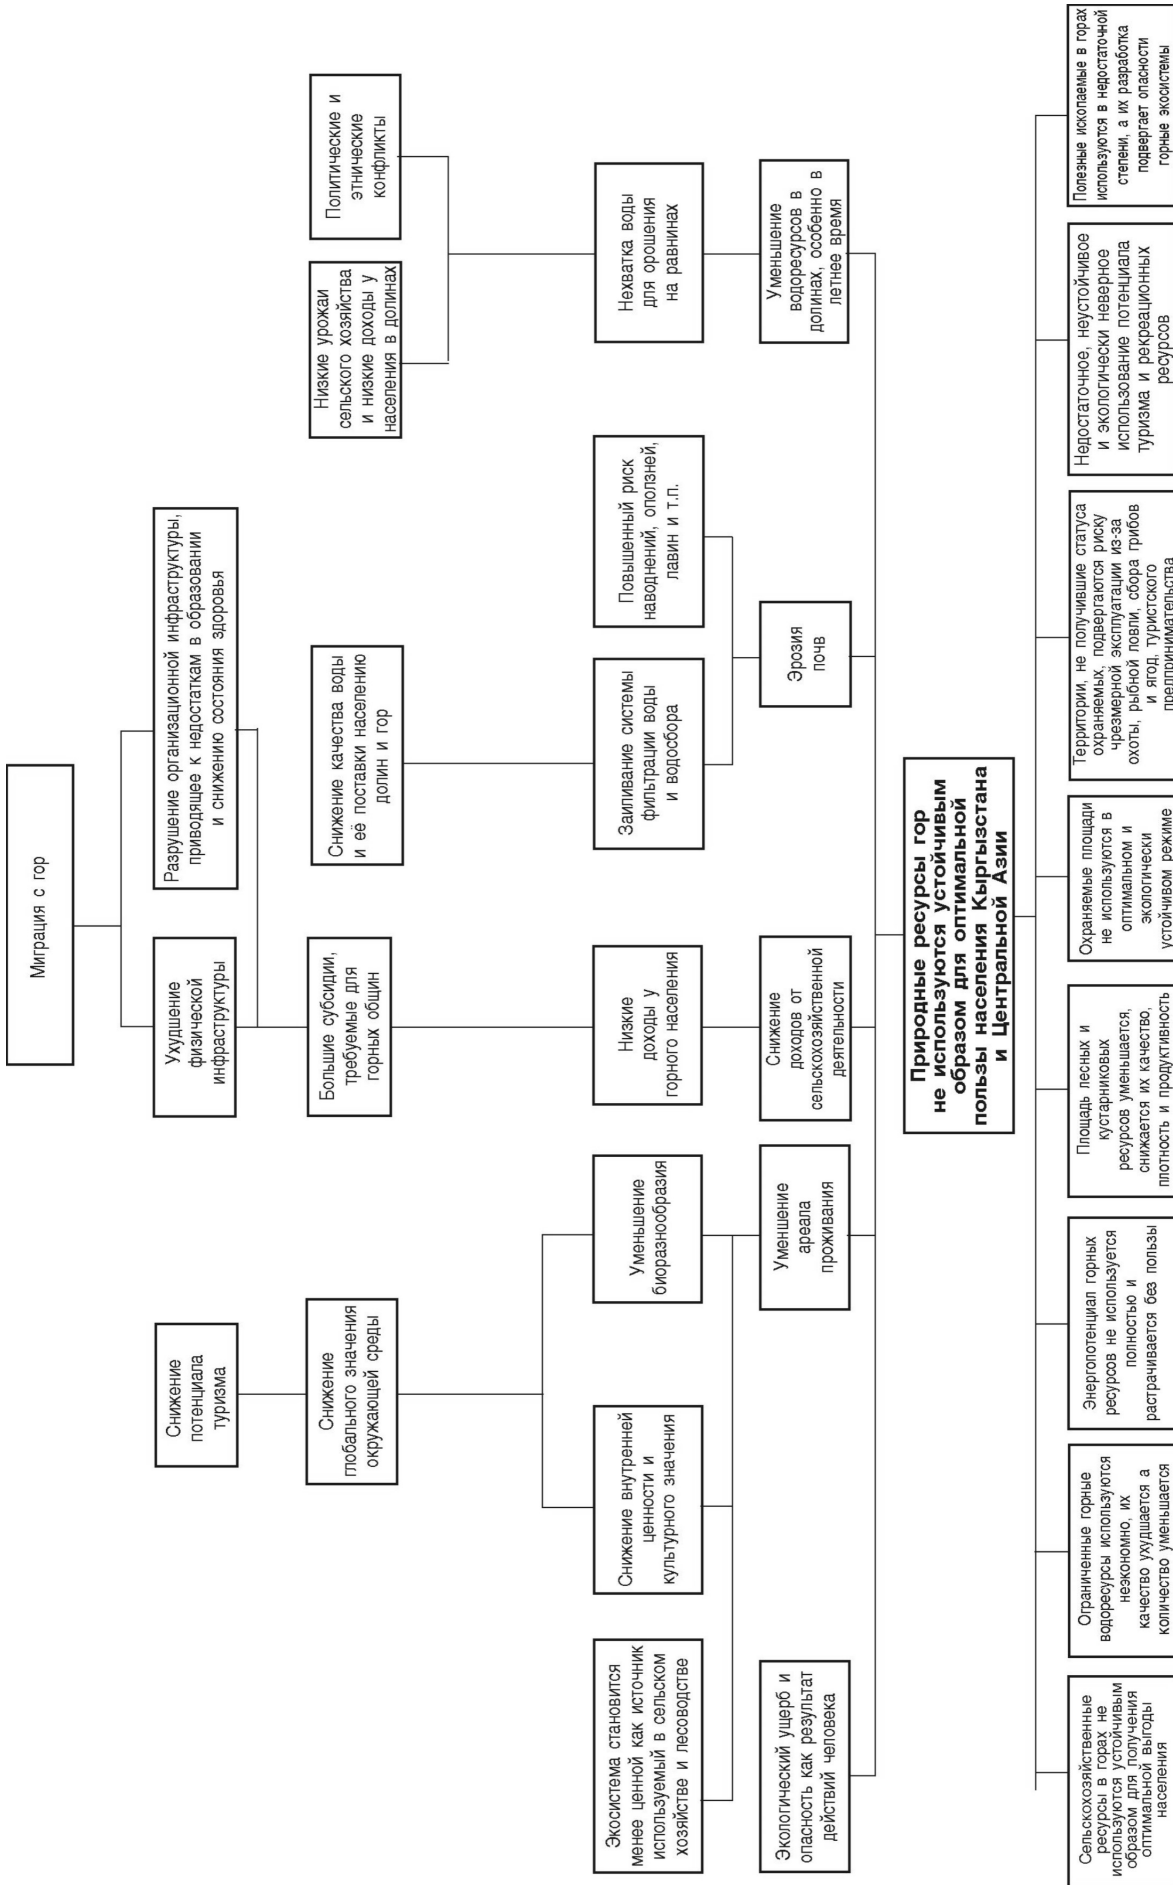 Миграция с гор
Снижение
потенциала
туризма
Ухудшение
физической
инфраструктуры
Разрушение организационной инфраструктуры,
приводящее к недостаткам в образовании
и снижению состояния здоровья
Снижение
глобального значения
окружающей среды
Большие субсидии,
требуемые для
горных общин
Снижение качества воды
и её поставки населению
долин и гор
Низкие урожаи
сельского хозяйства
и низкие доходы у
населения в долинах
Политические и
этнические
конфликты
Экосистема становится
менее ценной как источник
используемый в сельском
хозяйстве и лесоводстве
Снижение внутренней
ценности и
культурного значения
Уменьшение
биоразнообразия
Низкие
доходы у
горного населения
Заиливание системы
фильтрации воды
и водосбора
Повышенный риск
наводнений, оползней,
лавин и т.п.
Нехватка воды
для орошения
на равнинах
Экологический ущерб и
опасность как результат
действий человека
Уменшение
ареала
проживания
Снижение
доходов от
сельскохозяйственной
деятельности
Эрозия
почв
Уменьшение
водоресурсов в
долинах, особенно в
летнее время
Природные ресурсы гор
не используются устойчивым
образом для оптимальной
пользы населения Кыргызстана
и Центральной Азии
Сельскохозяйственные
ресурсы в горах не
используются устойчивым
образом для получения
оптимальной выгоды
населения
Ограниченные горные
водоресурсы используются
неэкономно, их
качество ухудшается а
количество уменьшается
Энергопотенциал горных
ресурсов не используется
полностью и
растрачивается без пользы
Площадь лесных и
кустарниковых
ресурсов уменьшается,
снижается их качество,
плотность и продуктивность
Охраняемые площади
не используются в
оптимальном и
экологически
устойчивом режиме
Территории, не получившие статуса
охраняемых, подвергаются риску
чрезмерной эксплуатации из-за
охоты, рыбной ловли, сбора грибов
и ягод, туристского
предпринимательства
Недостаточное, неустойчивое
и экологически неверное
использование потенциала
туризма и рекреационных
ресурсов
Полезные ископаемые в горах
используются в недостаточной
степени, а их разработка
подвергает опасности
горные экосистемы